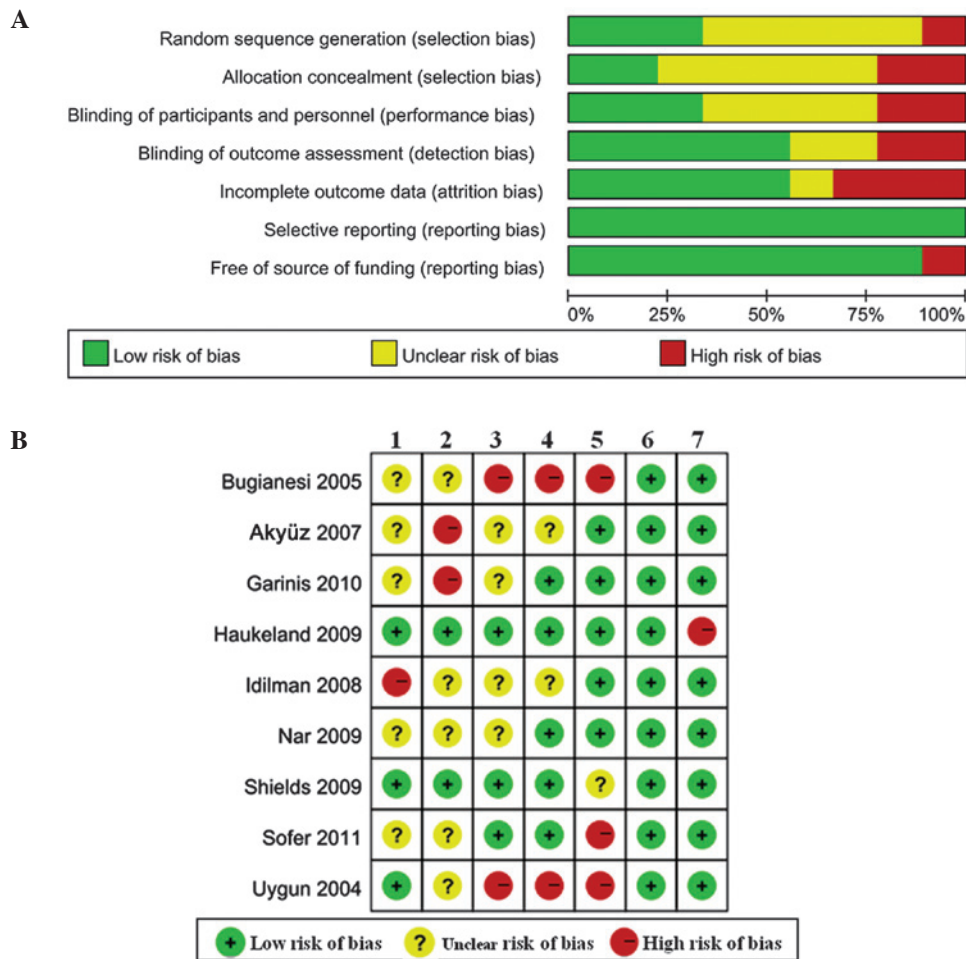 A
Random sequence generation (selection bias)
Allocation concealment (selection bias)
Blinding of participants and personnel (performance bias)
Blinding of outcome assessment (detection bias)
Incomplete outcome data (attrition bias)
Selective reporting (reporting bias)
Free of source of funding (reporting bias)
0% 25% 50% 75% 100%
Low risk of bias Unclear risk of bias High risk of bias
B
1 2 3 4 5 6 7
Bugianesi 2005 ? ? - - - + +
Akyüz 2007 ? - ? ? + + +
Garinis 2010 ? - ? + + + +
Haukeland 2009 + + + + + + -
Idilman 2008 - ? ? ? + + +
Nar 2009 ? ? ? + + + +
Shields 2009 + + + + ? + +
Sofer 2011 ? ? + + - + +
Uygun 2004 + ? - - - + +
+ Low risk of bias ? Unclear risk of bias - High risk of bias